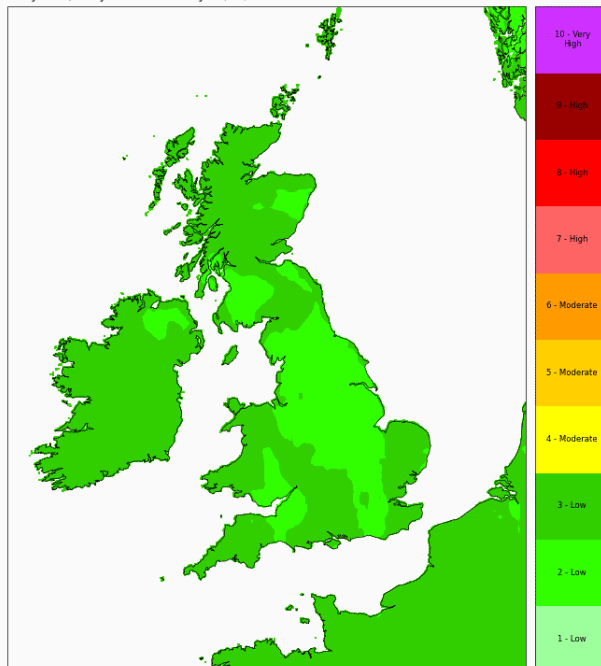 10 - Very
High
9 - High
8 - High
7 - High
6 - Moderate
5 - Moderate
4 - Moderate
3 - Low
2 - Low
1 - Low